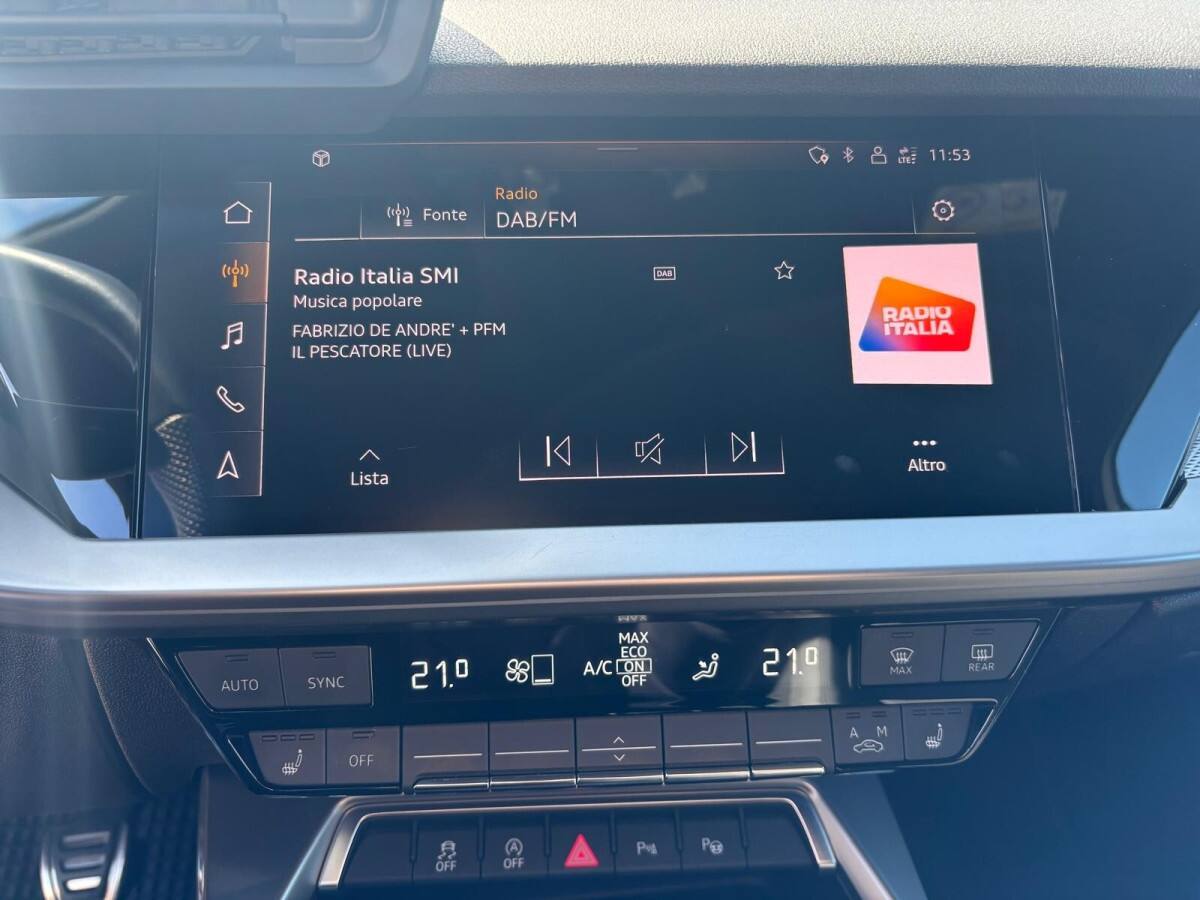 LTE
11:53
Fonte
Radio
DAB/FM
Radio Italia SMI
DAB
Musica popolare
FABRIZIO DE ANDRE' + PFM
IL PESCATORE (LIVE)
RADIO
ITALIA
Lista
Altro
AUTO
SYNC
21.0
A/C
MAX
ECO
ON
OFF
21.0
MAX
REAR
OFF
A M
OFF
A
OFF
P
P